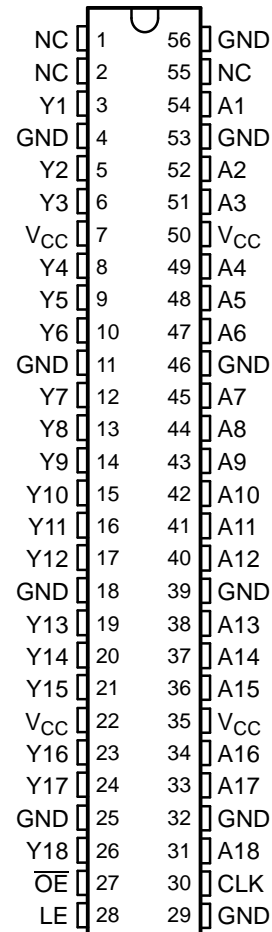 NC 1 56 GND
NC 2 55 NC
Y1 3 54 A1
GND 4 53 GND
Y2 5 52 A2
Y3 6 51 A3
VCC 7 50 VCC
Y4 8 49 A4
Y5 9 48 A5
Y6 10 47 A6
GND 11 46 GND
Y7 12 45 A7
Y8 13 44 A8
Y9 14 43 A9
Y10 15 42 A10
Y11 16 41 A11
Y12 17 40 A12
GND 18 39 GND
Y13 19 38 A13
Y14 20 37 A14
Y15 21 36 A15
VCC 22 35 VCC
Y16 23 34 A16
Y17 24 33 A17
GND 25 32 GND
Y18 26 31 A18
O̅E̅ 27 30 CLK
LE 28 29 GND